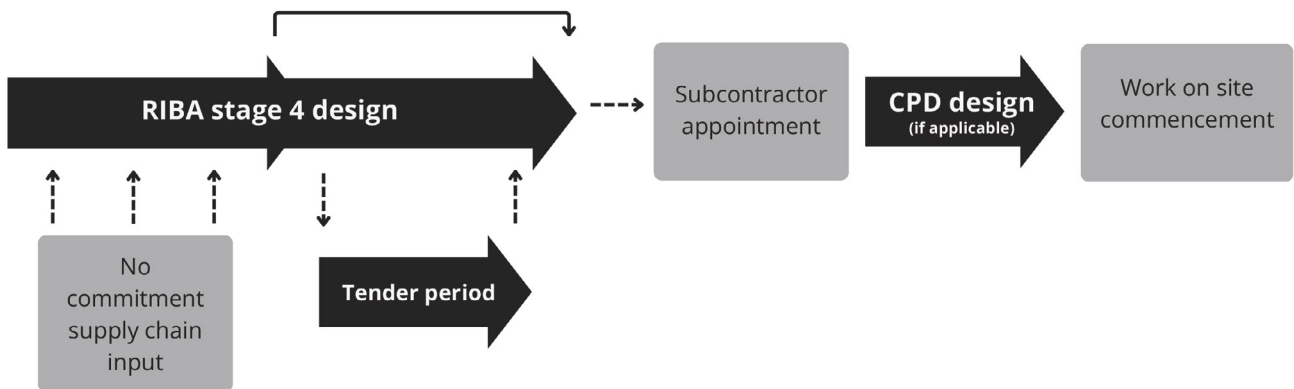 RIBA stage 4 design
Subcontractor
appointment
CPD design
(if applicable)
Work on site
commencement
No
commitment
supply chain
input
Tender period